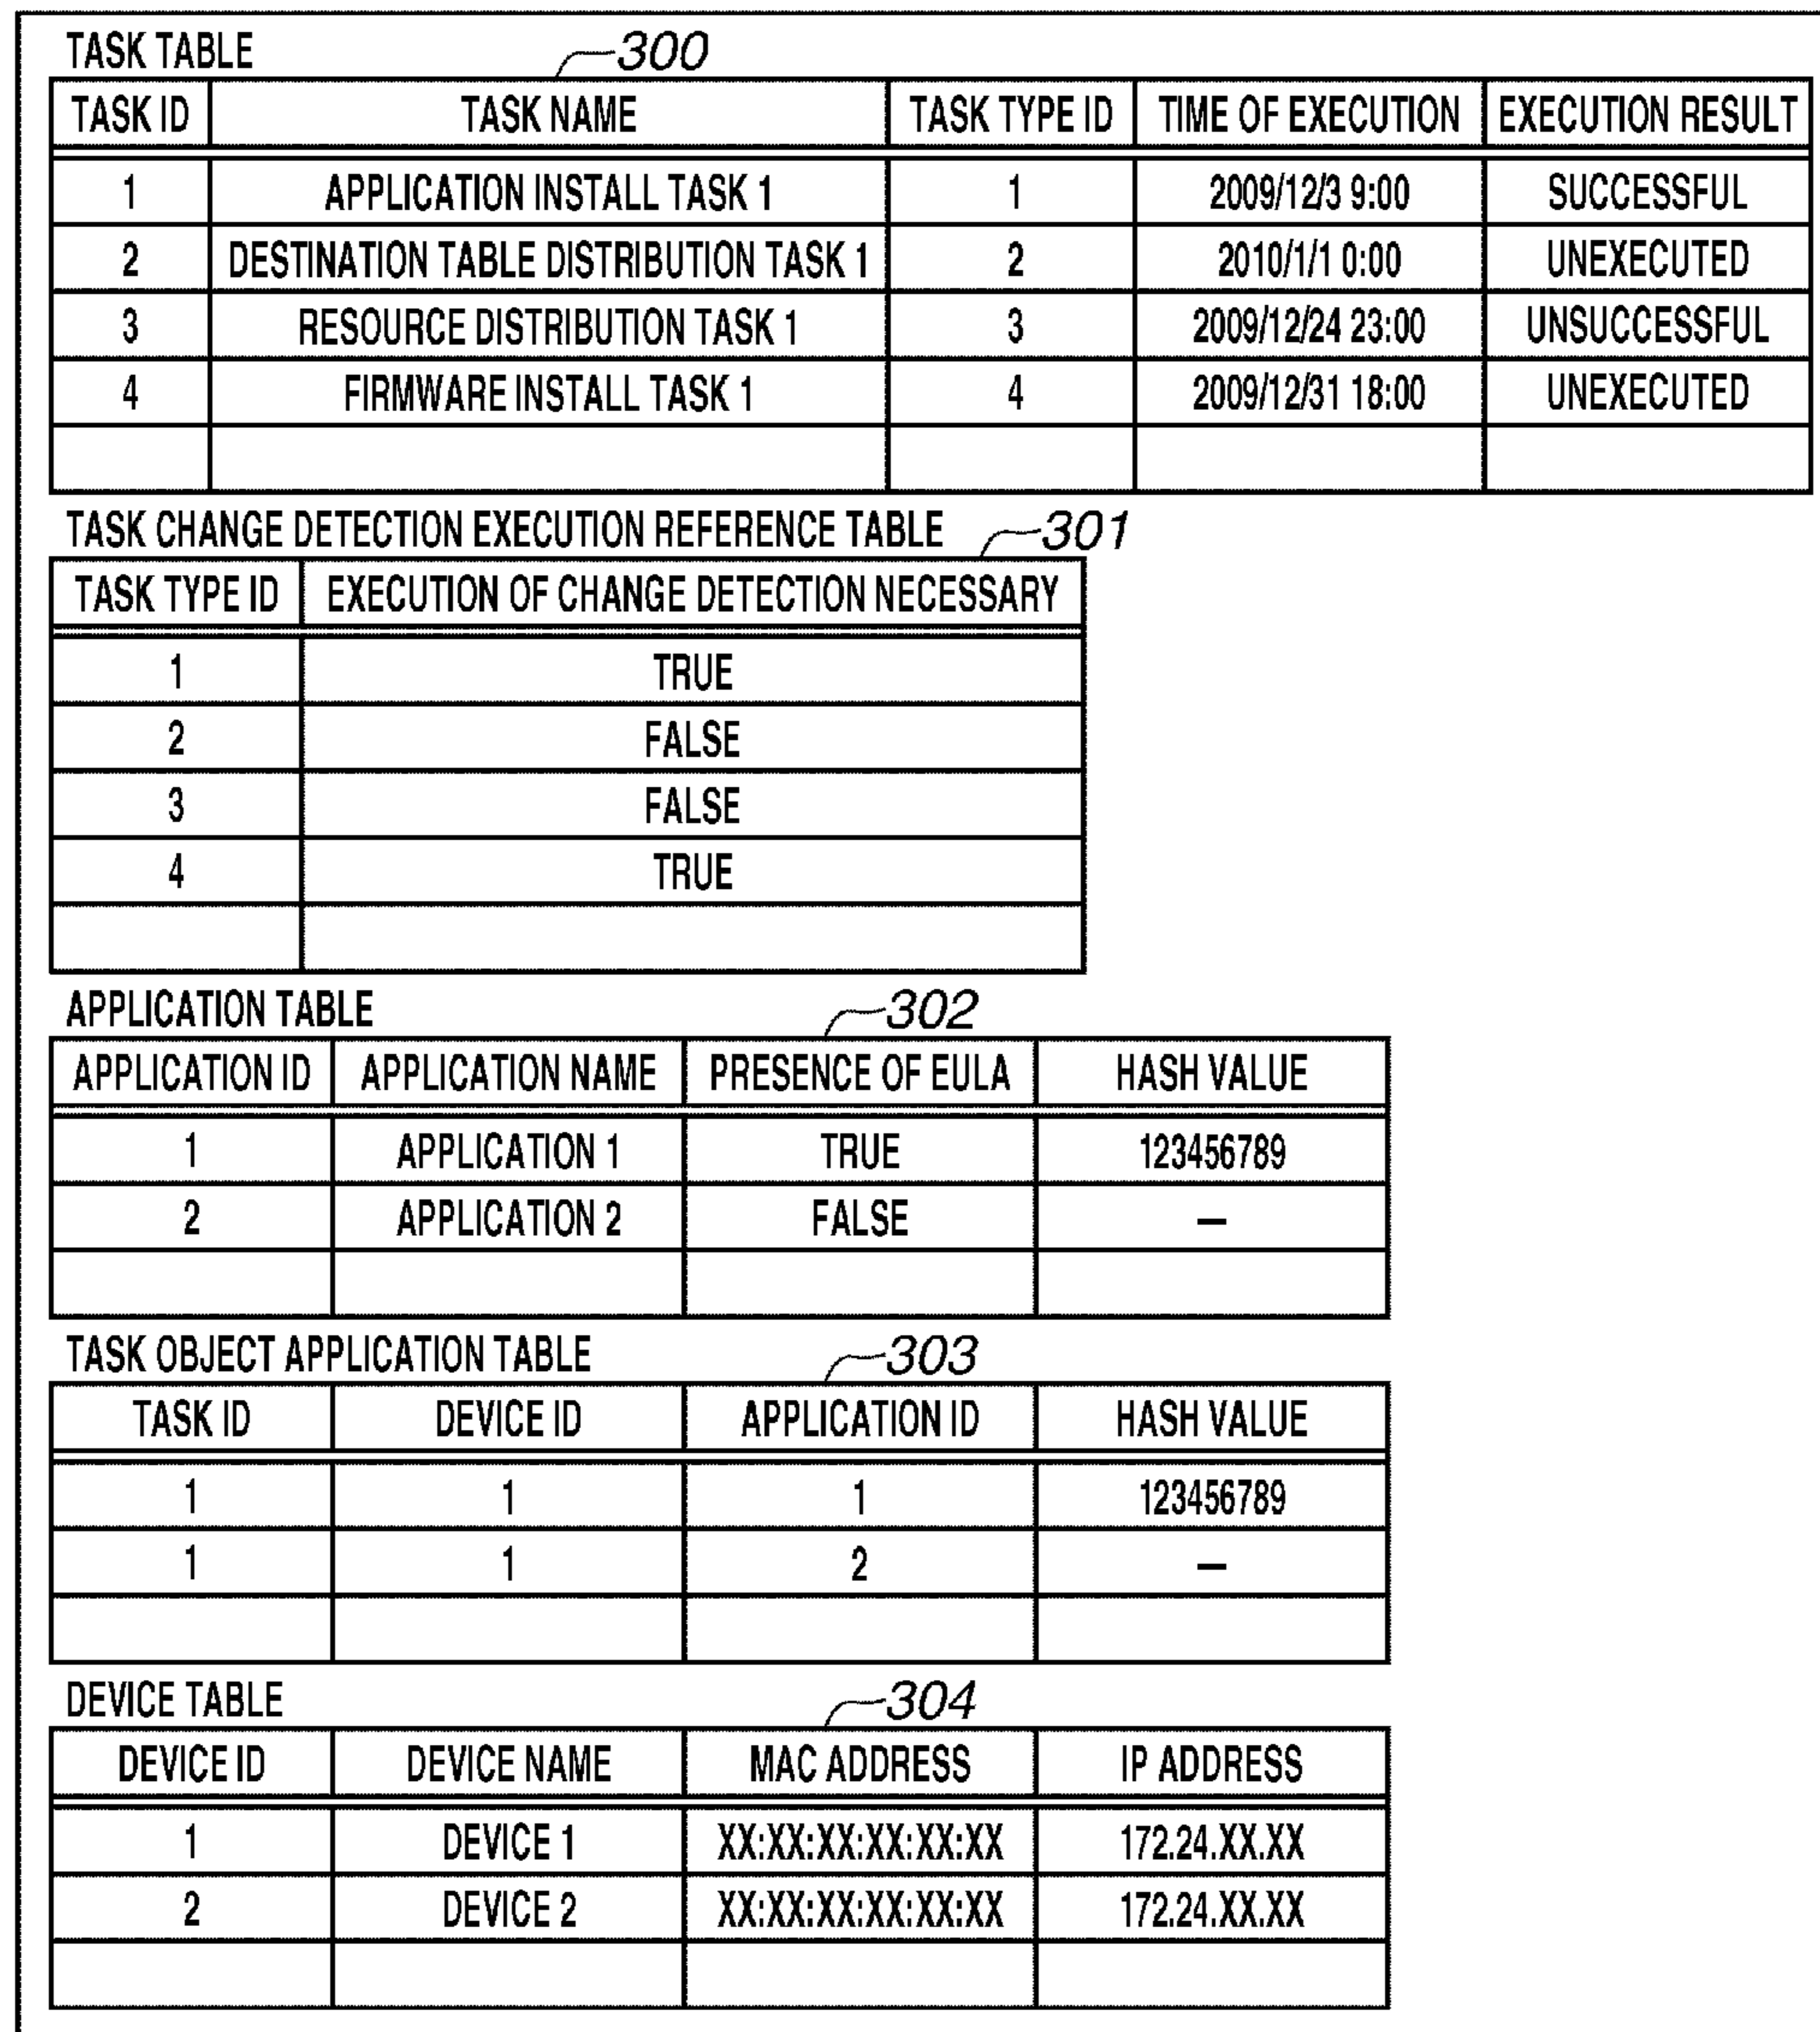 TASK TABLE 300
TASK ID TASK NAME TASK TYPE ID TIME OF EXECUTION EXECUTION RESULT
1 APPLICATION INSTALL TASK 1 1 2009/12/3 9:00 SUCCESSFUL
2 DESTINATION TABLE DISTRIBUTION TASK 1 2 2010/1/1 0:00 UNEXECUTED
3 RESOURCE DISTRIBUTION TASK 1 3 2009/12/24 23:00 UNSUCCESSFUL
4 FIRMWARE INSTALL TASK 1 4 2009/12/31 18:00 UNEXECUTED
TASK CHANGE DETECTION EXECUTION REFERENCE TABLE 301
TASK TYPE ID EXECUTION OF CHANGE DETECTION NECESSARY
1 TRUE
2 FALSE
3 FALSE
4 TRUE
APPLICATION TABLE 302
APPLICATION ID APPLICATION NAME PRESENCE OF EULA HASH VALUE
1 APPLICATION 1 TRUE 123456789
2 APPLICATION 2 FALSE —
TASK OBJECT APPLICATION TABLE 303
TASK ID DEVICE ID APPLICATION ID HASH VALUE
1 1 1 123456789
1 1 2 —
DEVICE TABLE 304
DEVICE ID DEVICE NAME MAC ADDRESS IP ADDRESS
1 DEVICE 1 XX:XX:XX:XX:XX:XX 172.24.XX.XX
2 DEVICE 2 XX:XX:XX:XX:XX:XX 172.24.XX.XX